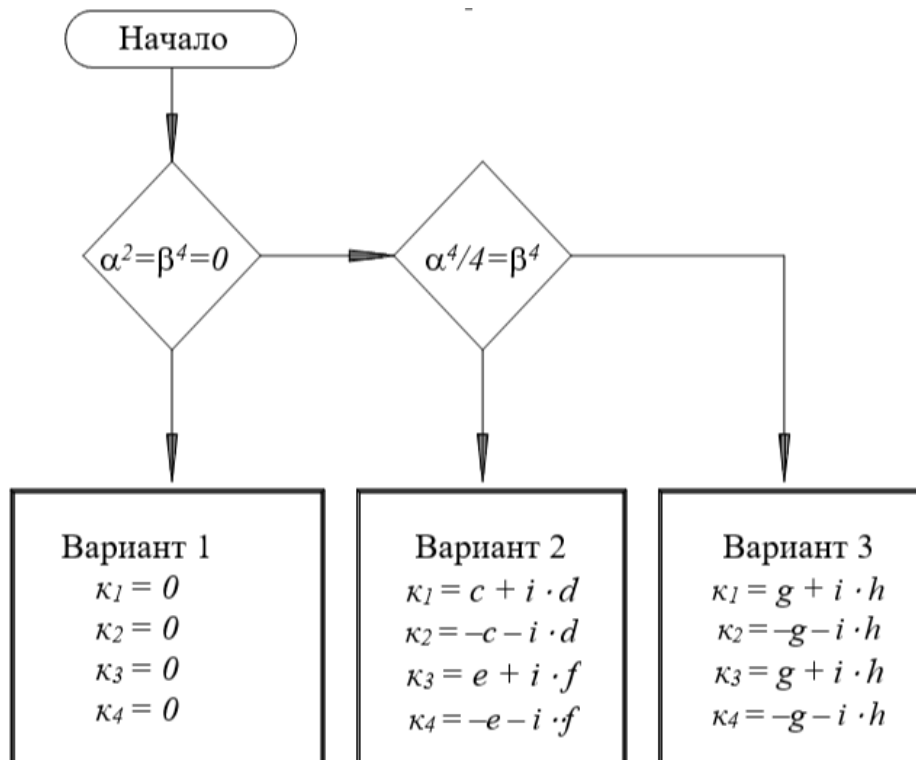 Начало
α²=β⁴=0
α⁴/4=β⁴
Вариант 1
κ₁ = 0
κ₂ = 0
κ₃ = 0
κ₄ = 0
Вариант 2
κ₁ = c + i · d
κ₂ = –c – i · d
κ₃ = e + i · f
κ₄ = –e – i · f
Вариант 3
κ₁ = g + i · h
κ₂ = –g – i · h
κ₃ = g + i · h
κ₄ = –g – i · h